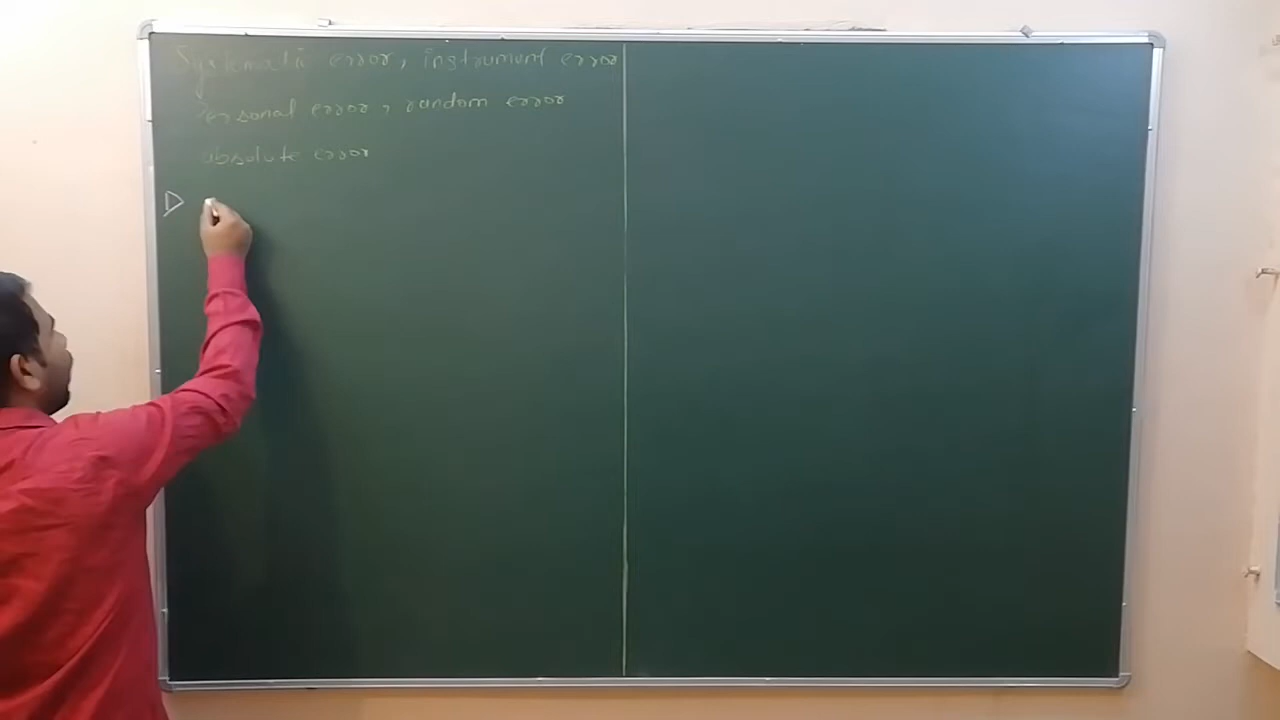 Systematic error, instrument error
Personal error, random error
absolute error